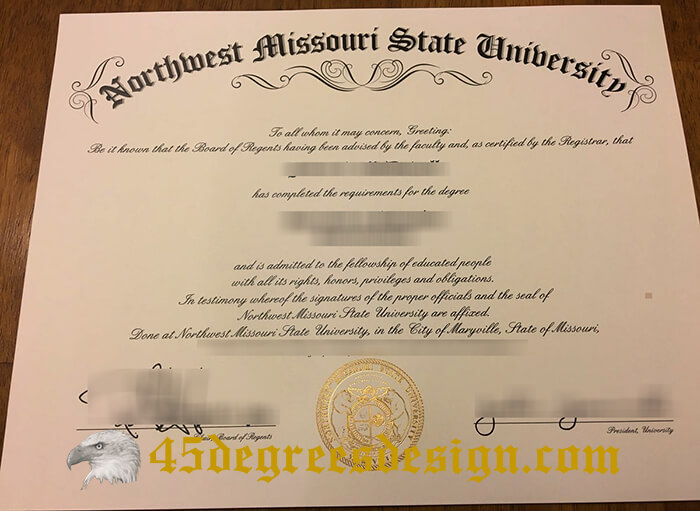 Northwest Missouri State University
To all whom it may concern, Greeting:
Be it known that the Board of Regents having been advised by the faculty and, as certified by the Registrar, that
has completed the requirements for the degree
and is admitted to the fellowship of educated people
with all its rights, honors, privileges and obligations.
In testimony whereof the signatures of the proper officials and the seal of
Northwest Missouri State University are affixed.
Done at Northwest Missouri State University, in the City of Maryville, State of Missouri,
Board of Regents
President, University
45degreesdesign.com